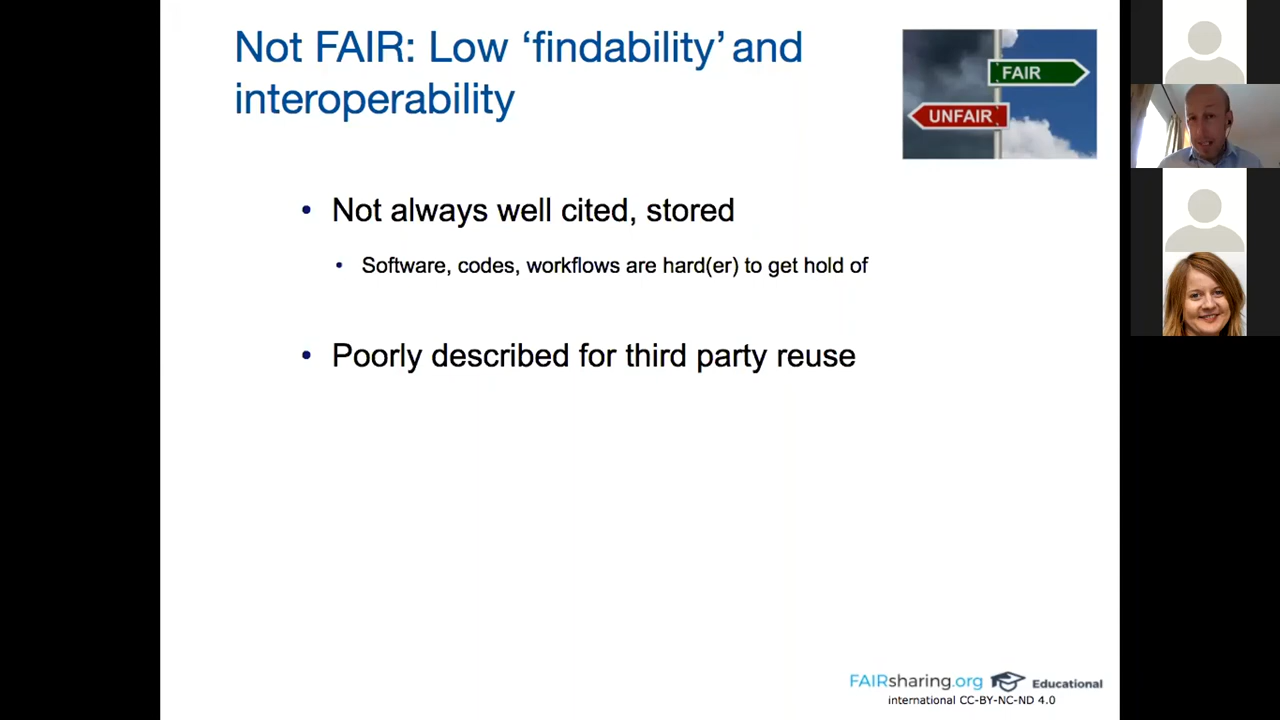 Not FAIR: Low ‘findability’ and
interoperability
FAIR
UNFAIR
• Not always well cited, stored
• Software, codes, workflows are hard(er) to get hold of
• Poorly described for third party reuse
FAIRsharing.org Educational
international CC-BY-NC-ND 4.0